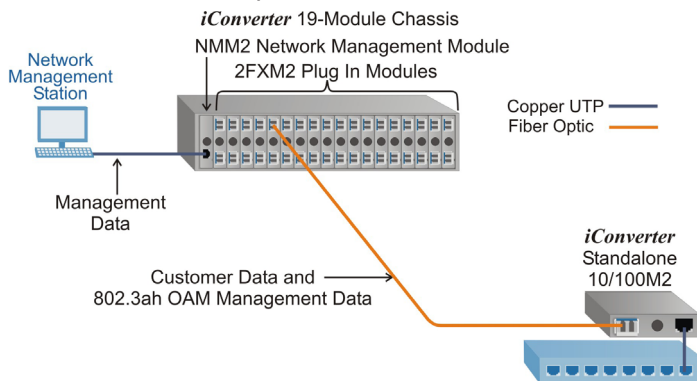 iConverter 19-Module Chassis
NMM2 Network Management Module
2FXM2 Plug In Modules
Network
Management
Station
Copper UTP
Fiber Optic
Management
Data
Customer Data and
802.3ah OAM Management Data
iConverter
Standalone
10/100M2